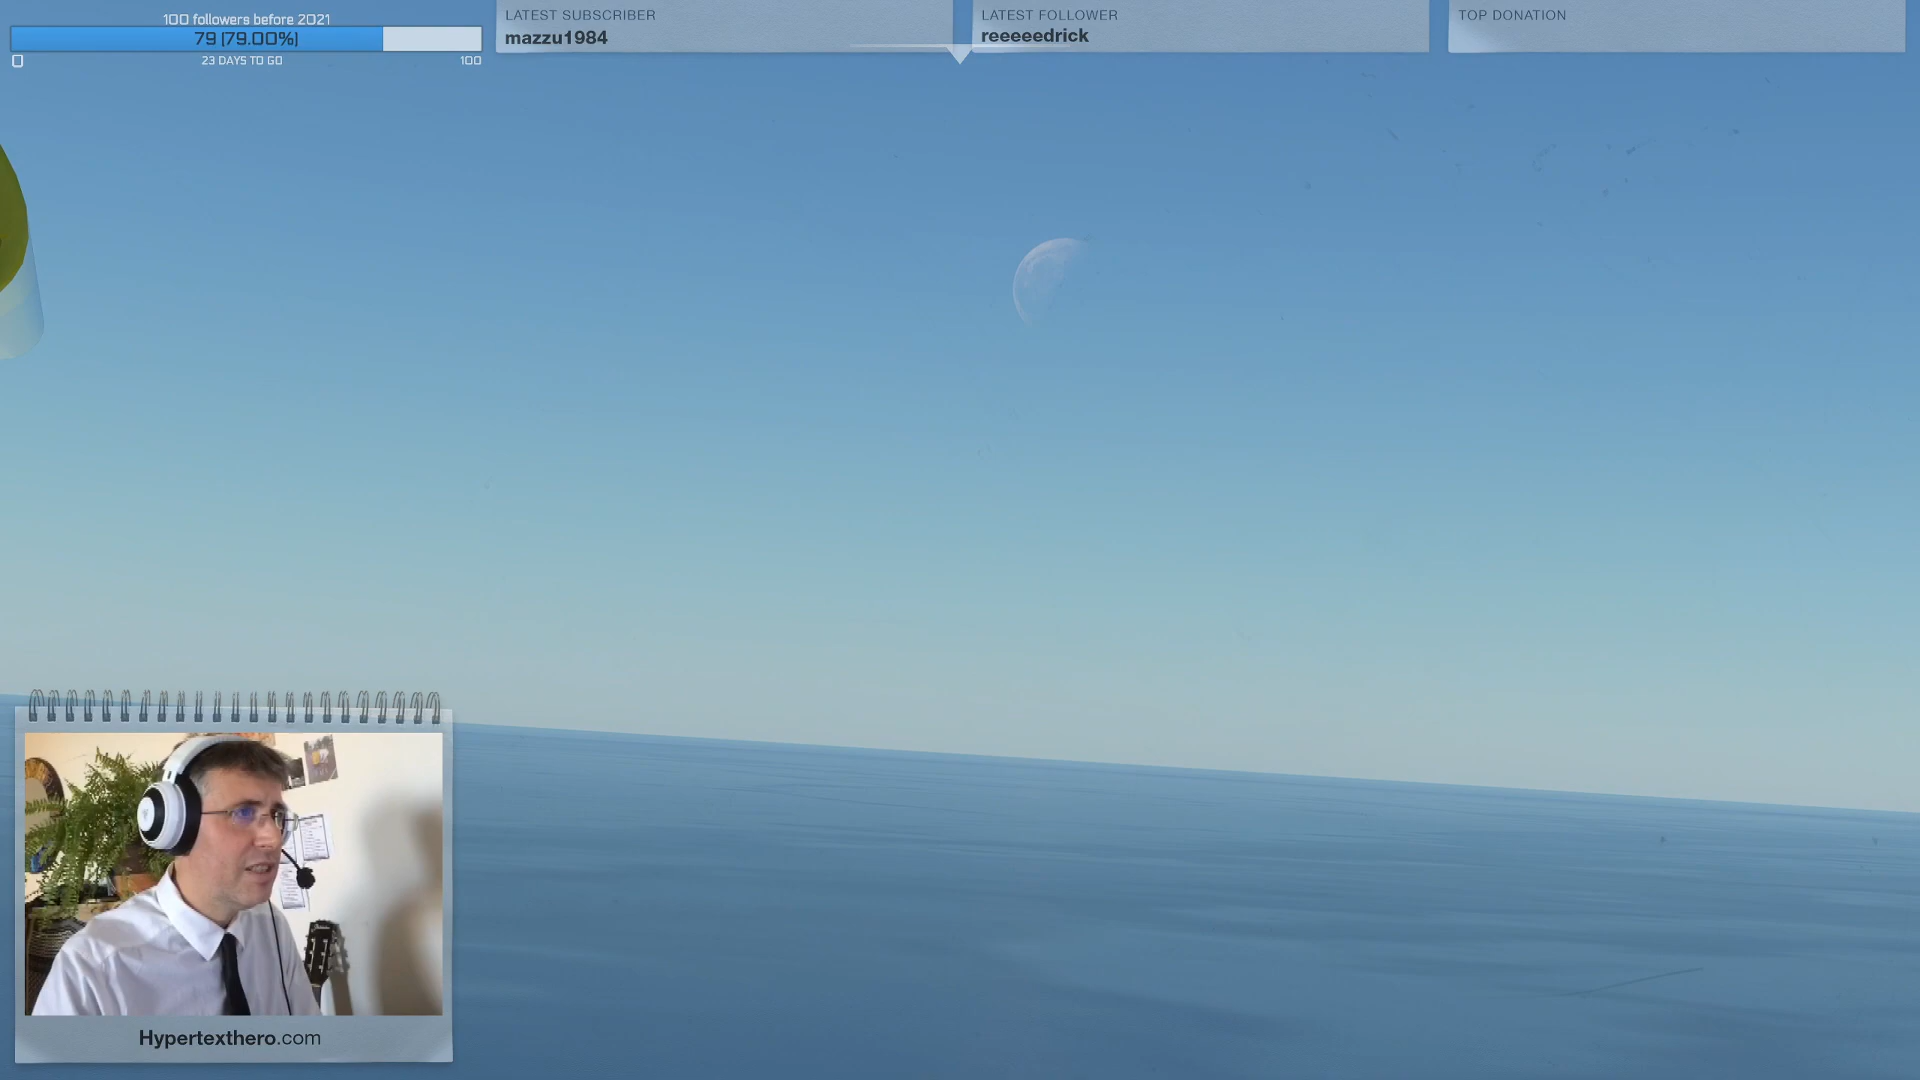 100 followers before 2021
79 (79.00%)
0
23 DAYS TO GO
100
LATEST SUBSCRIBER
mazzu1984
LATEST FOLLOWER
reeeeedrick
TOP DONATION
Hypertexthero.com